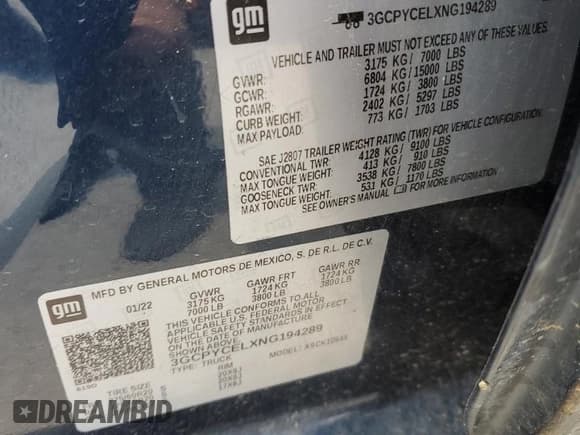 gm
3GCPYCELXNG194289
VEHICLE AND TRAILER MUST NOT EXCEED ANY OF THESE VALUES.
GVWR: 3175 KG/ 7000 LBS
GCWR: 6804 KG/ 15000 LBS
RGAWR: 1724 KG/ 3800 LBS
CURB WEIGHT: 2402 KG/ 5297 LBS
MAX PAYLOAD: 773 KG/ 1703 LBS
SAE J2807 TRAILER WEIGHT RATING (TWR) FOR VEHICLE CONFIGURATION.
CONVENTIONAL TWR: 4128 KG/ 9100 LBS
MAX TONGUE WEIGHT: 413 KG/ 910 LBS
GOOSENECK TWR: 3538 KG/ 7800 LBS
MAX TONGUE WEIGHT: 531 KG/ 1170 LBS
SEE OWNER'S MANUAL FOR MORE INFORMATION
gm
MFD BY GENERAL MOTORS DE MEXICO, S. DE R.L. DE C.V.
01/22 GVWR GAWR FRT GAWR RR
3175 KG 1724 KG 1724 KG
7000 LB 3800 LB 3800 LB
THIS VEHICLE CONFORMS TO ALL
APPLICABLE U.S. FEDERAL MOTOR
VEHICLE SAFETY STANDARDS IN EFFECT
ON THE DATE OF MANUFACTURE SHOWN ABOVE.
3GCPYCELXNG194289
TYPE: TRUCK MODEL:
TIRE SIZE RIM
DREAMBID